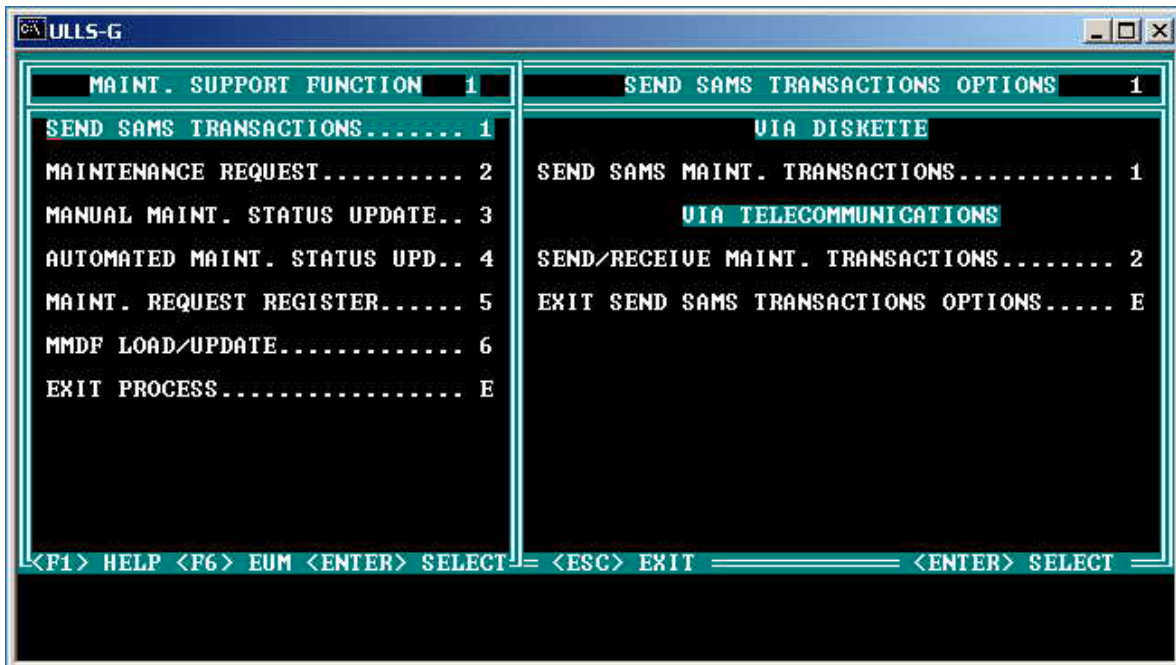 ULLS-G
MAINT. SUPPORT FUNCTION 1
SEND SAMS TRANSACTIONS....... 1
MAINTENANCE REQUEST.......... 2
MANUAL MAINT. STATUS UPDATE.. 3
AUTOMATED MAINT. STATUS UPD.. 4
MAINT. REQUEST REGISTER...... 5
MMDF LOAD/UPDATE............. 6
EXIT PROCESS................. E
<F1> HELP <F6> EUM <ENTER> SELECT
SEND SAMS TRANSACTIONS OPTIONS 1
VIA DISKETTE
SEND SAMS MAINT. TRANSACTIONS........... 1
VIA TELECOMMUNICATIONS
SEND/RECEIVE MAINT. TRANSACTIONS........ 2
EXIT SEND SAMS TRANSACTIONS OPTIONS..... E
<ESC> EXIT <ENTER> SELECT